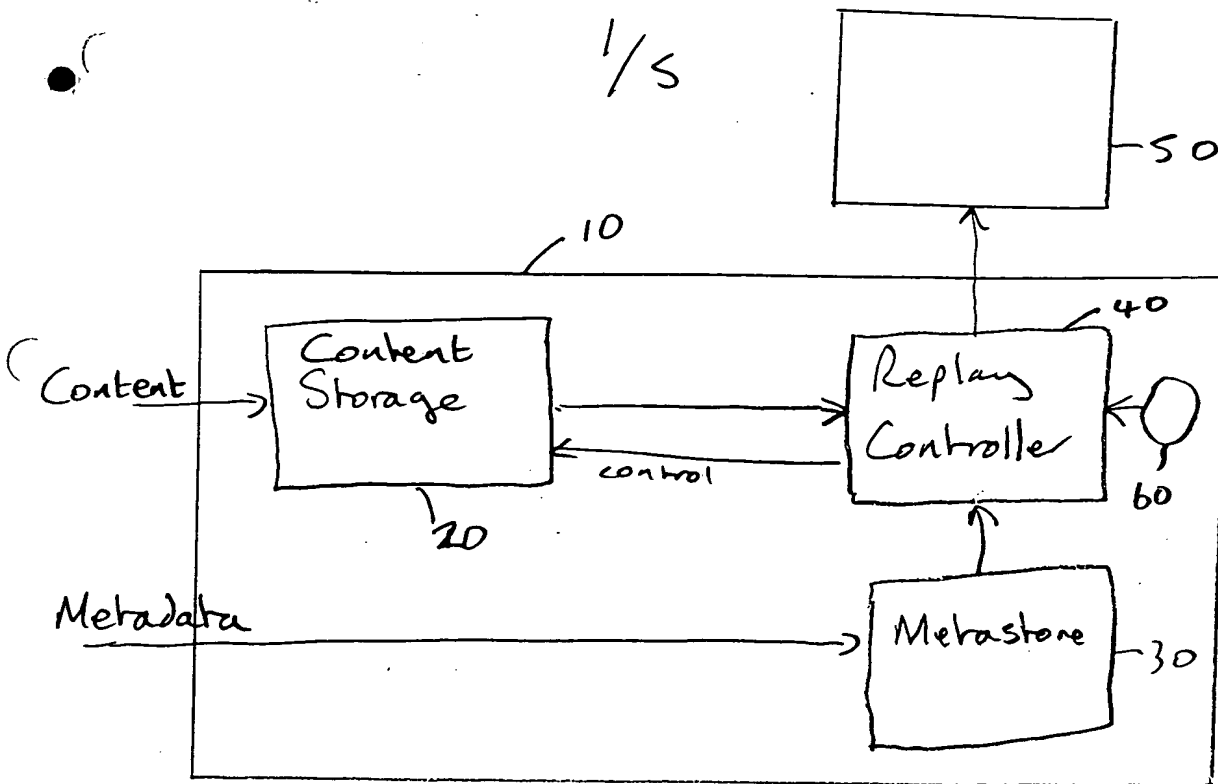 1/5
50
10
40
Content
Content
Storage
Replay
Controller
control
60
20
Metadata
Metastore
30